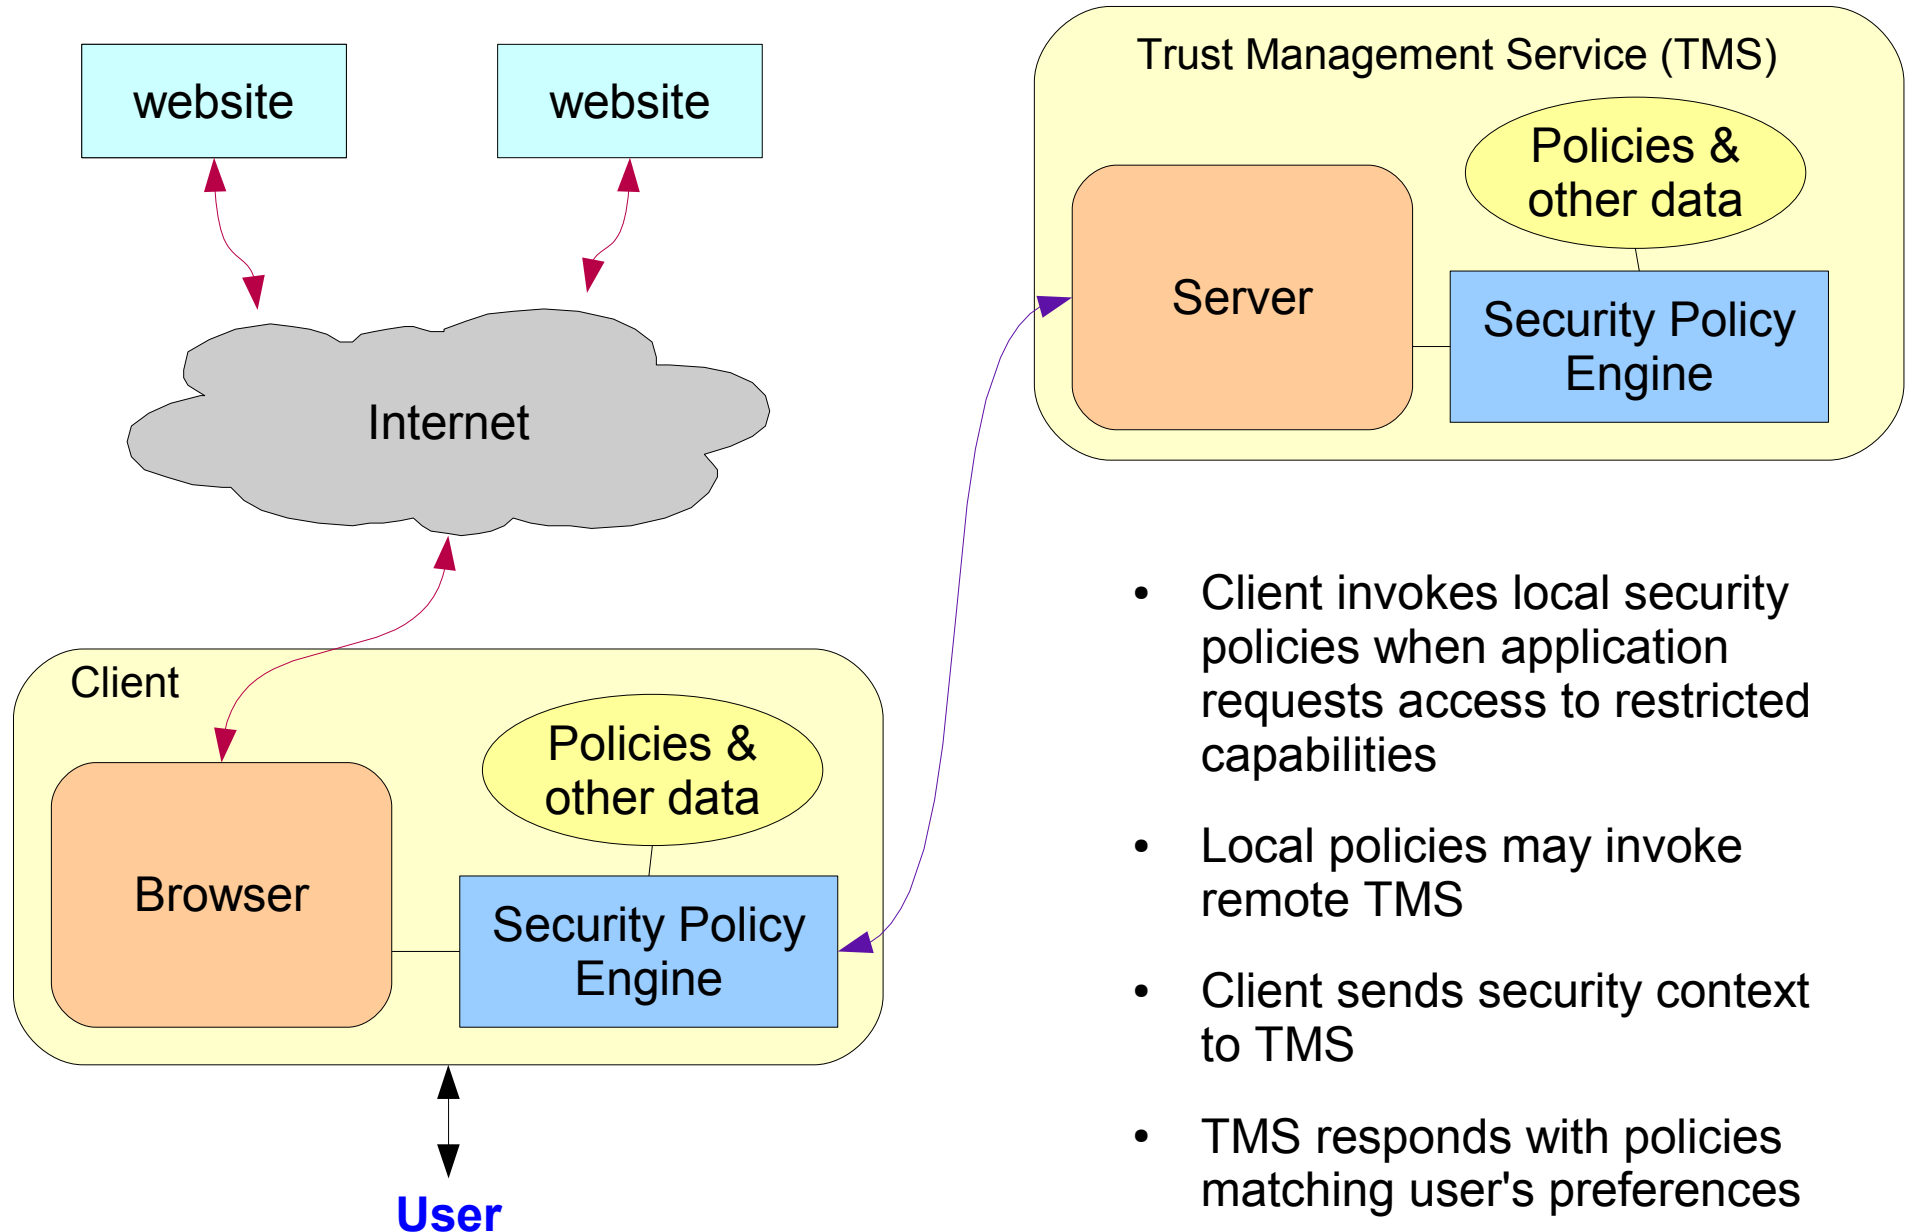 website
website
Internet
Client
Browser
Policies &
other data
Security Policy
Engine
User
Trust Management Service (TMS)
Server
Policies &
other data
Security Policy
Engine
• Client invokes local security
policies when application
requests access to restricted
capabilities
• Local policies may invoke
remote TMS
• Client sends security context
to TMS
• TMS responds with policies
matching user's preferences